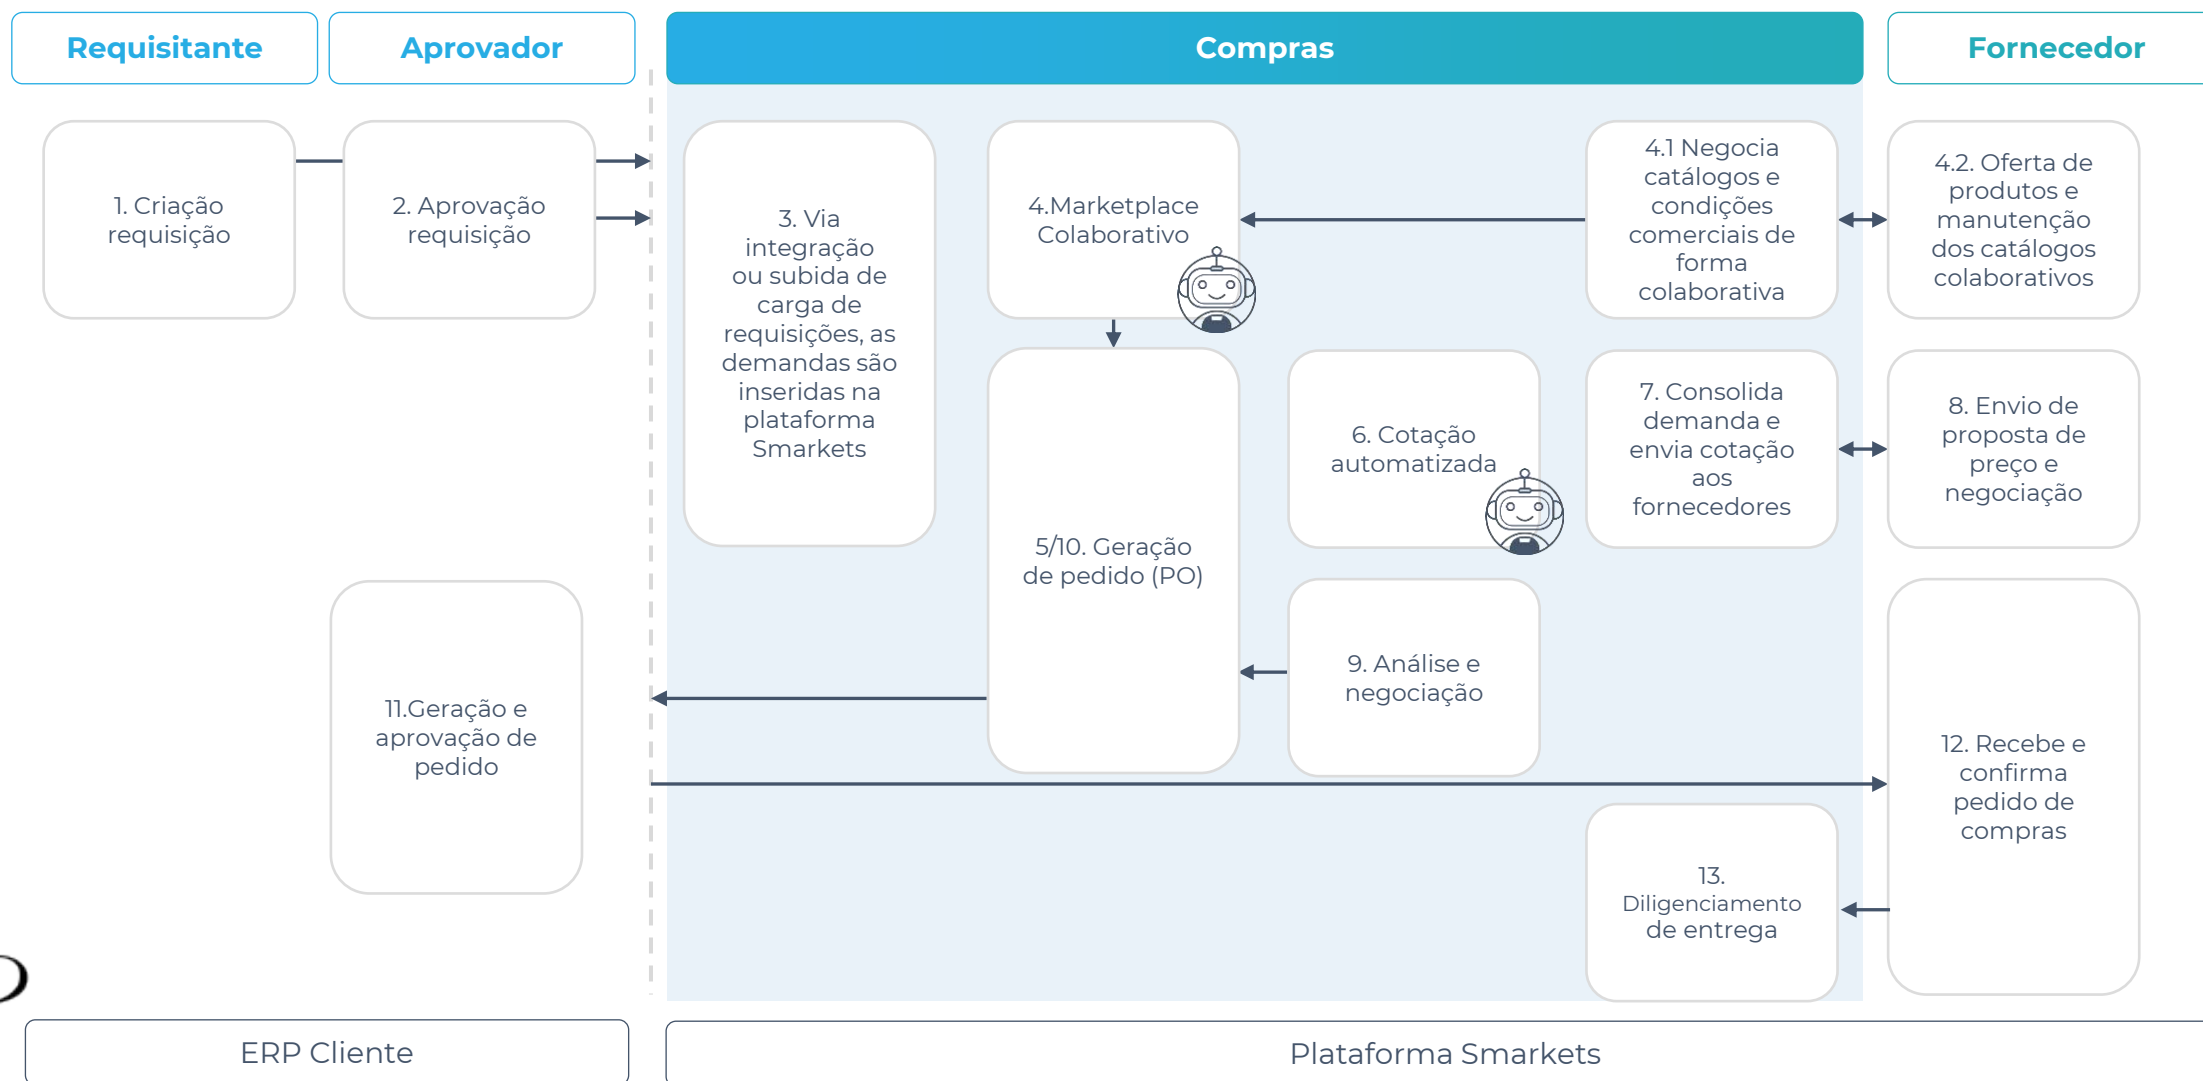 Requisitante
Aprovador
Compras
Fornecedor
1. Criação
requisição
2. Aprovação
requisição
3. Via
integração
ou subida de
carga de
requisições, as
demandas são
inseridas na
plataforma
Smarkets
4.Marketplace
Colaborativo
4.1 Negocia
catálogos e
condições
comerciais de
forma
colaborativa
4.2. Oferta de
produtos e
manutenção
dos catálogos
colaborativos
5/10. Geração
de pedido (PO)
6. Cotação
automatizada
7. Consolida
demanda e
envia cotação
aos
fornecedores
8. Envio de
proposta de
preço e
negociação
9. Análise e
negociação
11.Geração e
aprovação de
pedido
12. Recebe e
confirma
pedido de
compras
13.
Diligenciamento
de entrega
ERP Cliente
Plataforma Smarkets